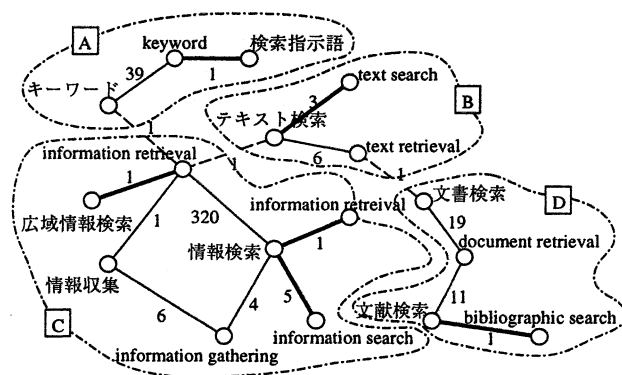 A
keyword
検索指示語
39
1
キーワード
text search
3
B
テキスト検索
1
6
text retrieval
information retrieval
1
1
1
文書検索
D
広域情報検索
1
320
information retreival
19
情報検索
1
document retrieval
情報収集
4
5
文献検索
11
bibliographic search
C
6
information gathering
information search
1